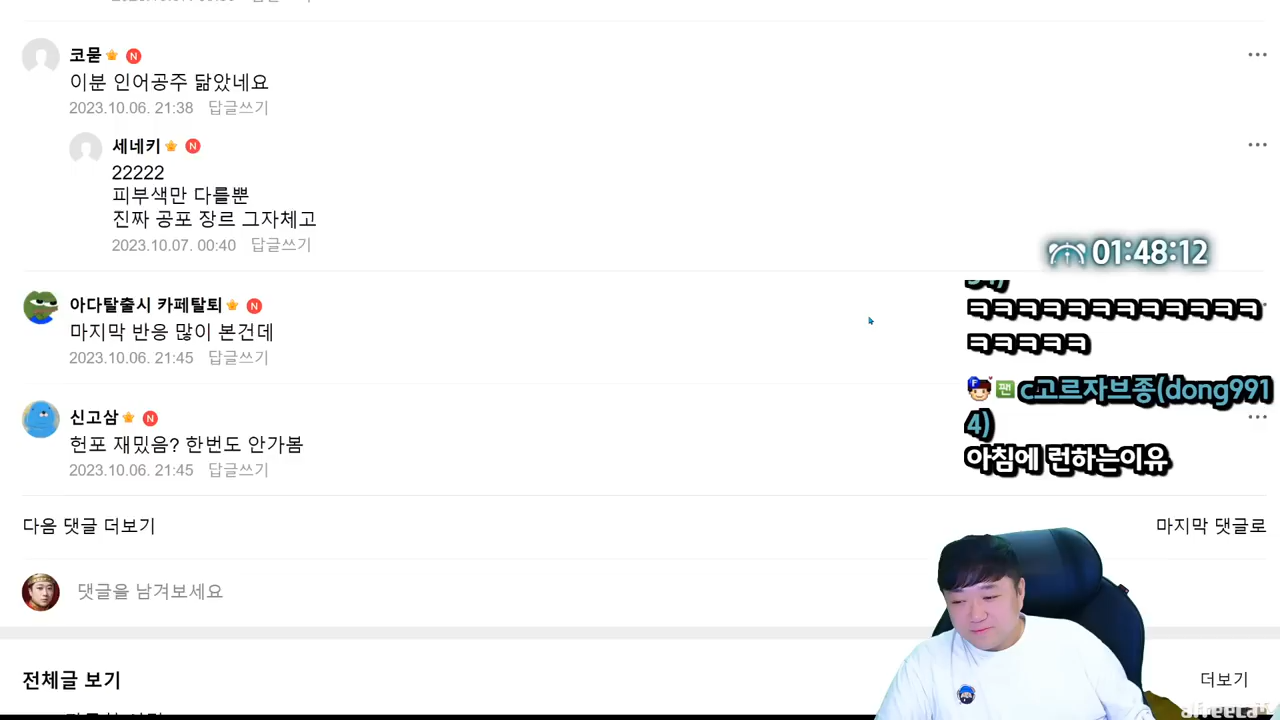 코묻
이분 인어공주 닮았네요
2023.10.06. 21:38 답글쓰기
세네키
22222
피부색만 다를뿐
진짜 공포 장르 그자체고
2023.10.07. 00:40 답글쓰기
01:48:12
아다탈출시 카페탈퇴
마지막 반응 많이 본건데
2023.10.06. 21:45 답글쓰기
ㅋㅋㅋㅋㅋㅋㅋㅋㅋㅋㅋㅋ
ㅋㅋㅋㅋㅋ
팬 c고르자브종(dong991
4)
아침에 런하는이유
신고삼
헌포 재밌음? 한번도 안가봄
2023.10.06. 21:45 답글쓰기
다음 댓글 더보기
마지막 댓글로
댓글을 남겨보세요
전체글 보기
더보기
afreecaTV